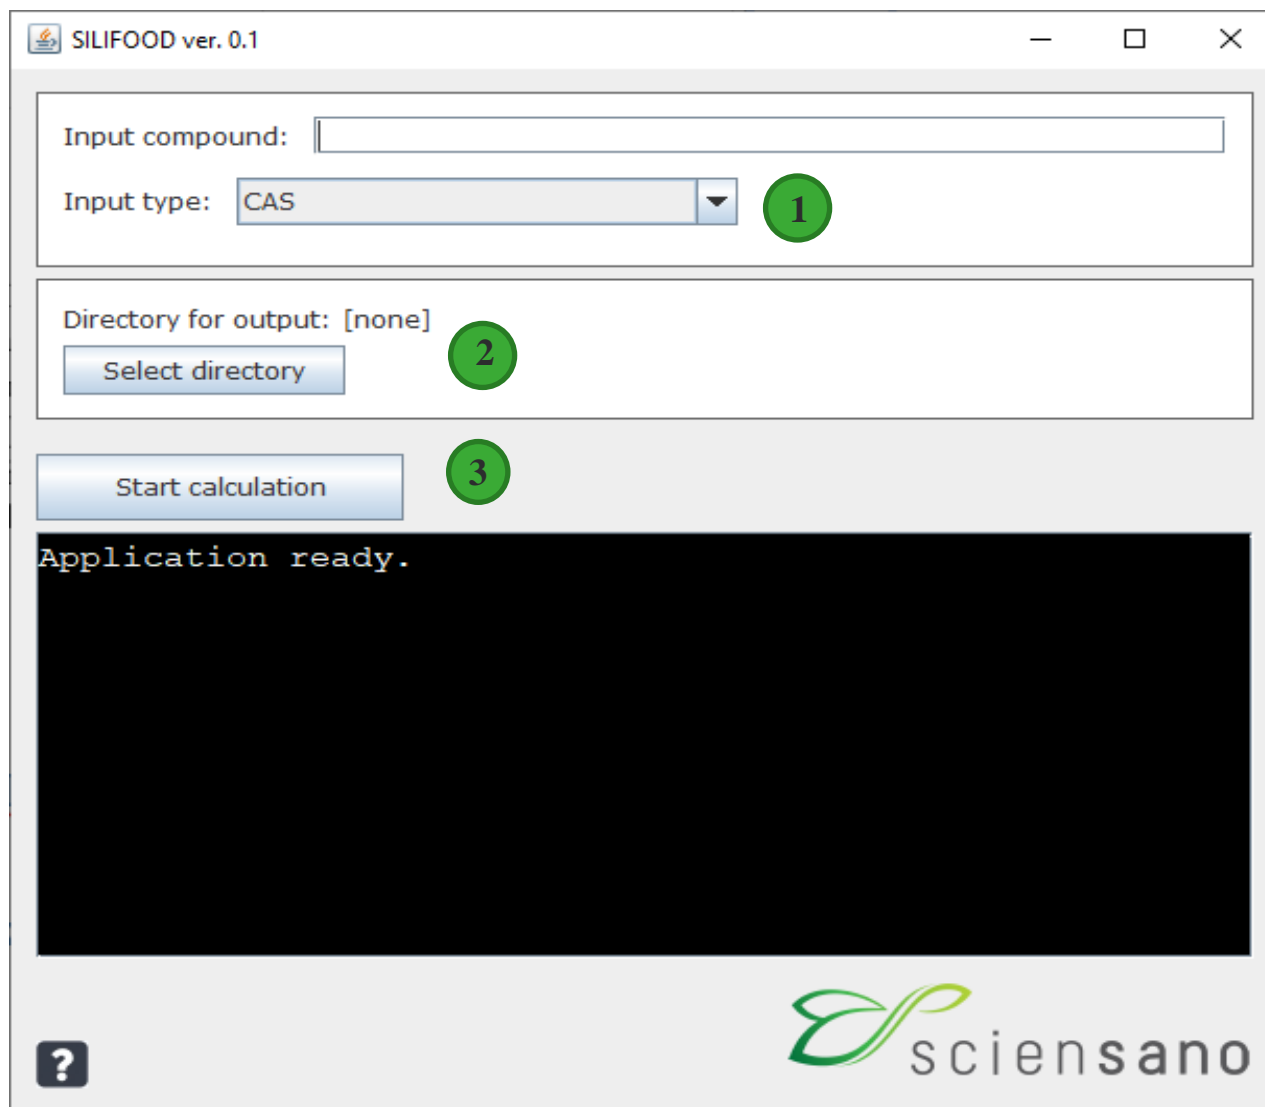 SILIFOOD ver. 0.1
Input compound:
Input type: CAS
1
Directory for output: [none]
2
Select directory
3
Start calculation
Application ready.
?
sciensano